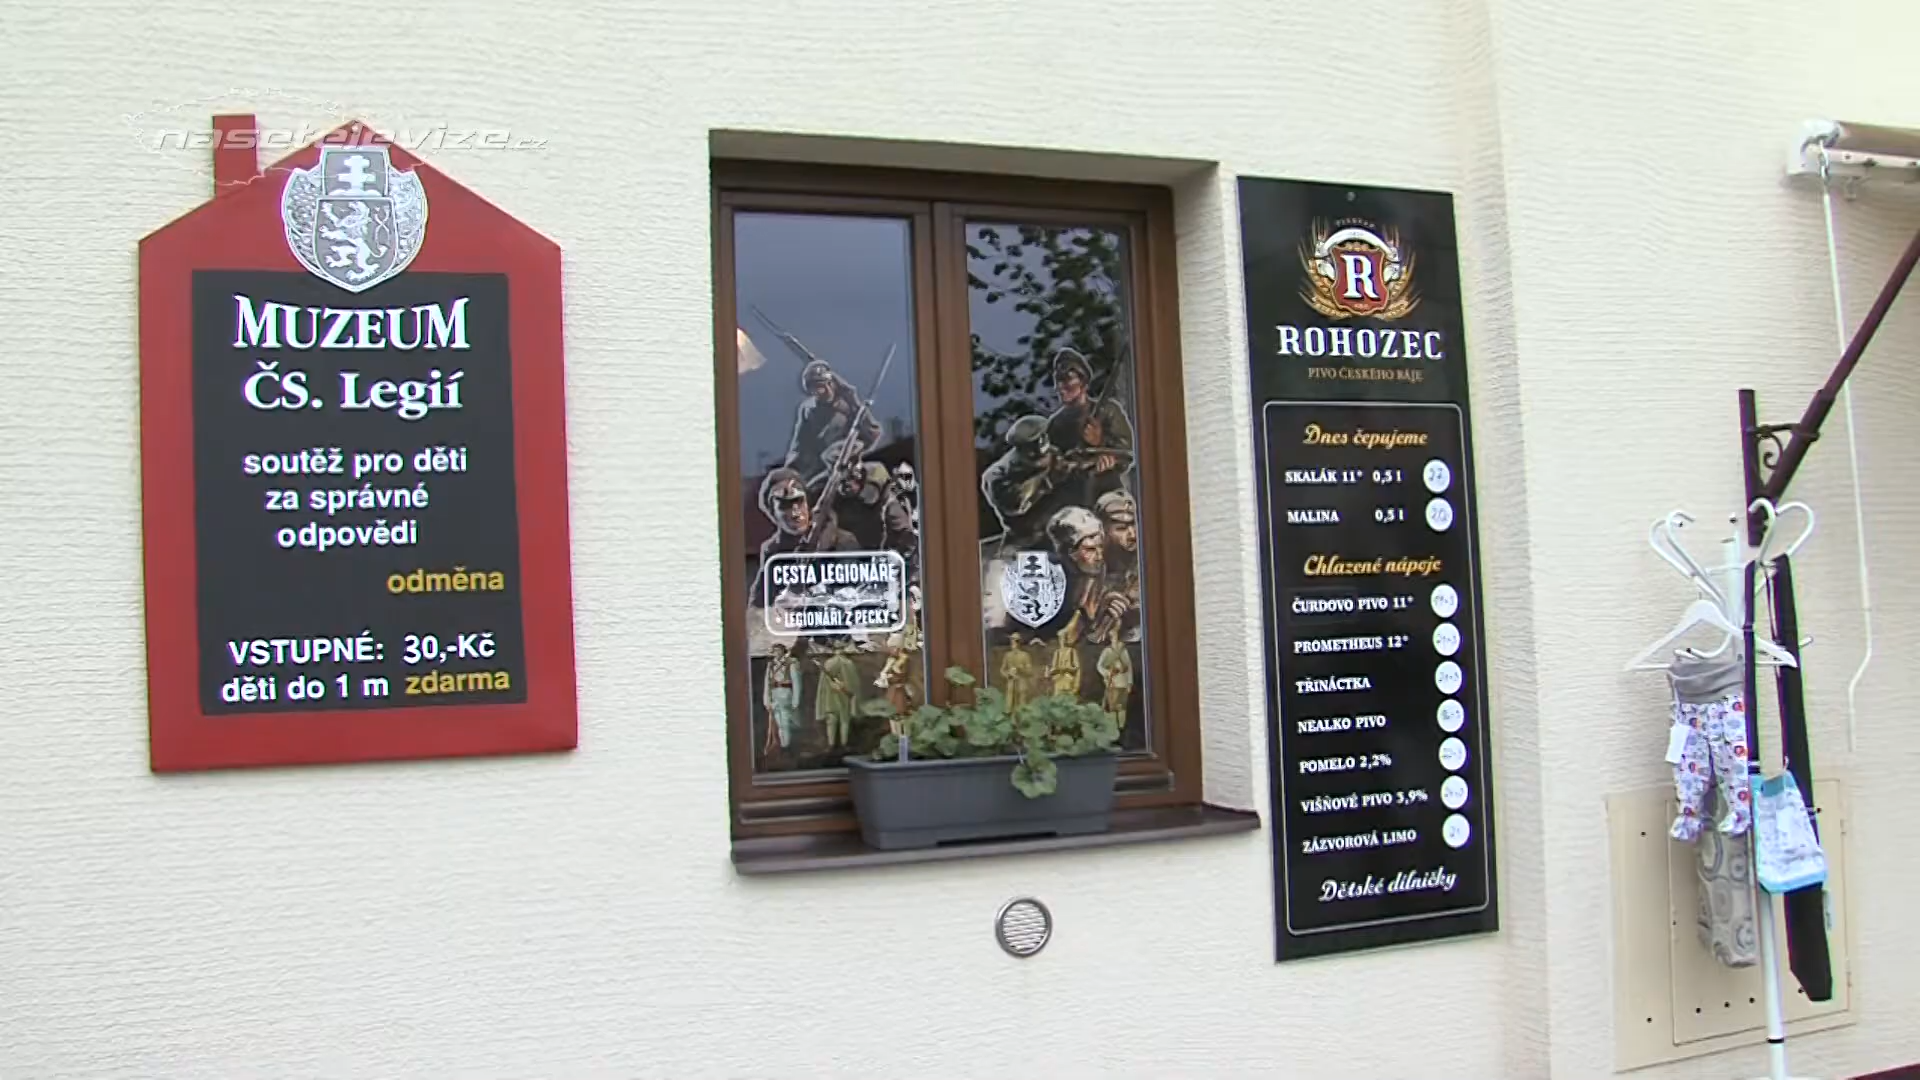 nasetelevize.cz
MUZEUM
ČS. Legií
soutěž pro děti
za správné
odpovědi
odměna
VSTUPNÉ: 30,-Kč
děti do 1 m zdarma
CESTA LEGIONÁŘE
• LEGIONÁŘI Z PECKY •
R
ROHOZEC
PIVO ČESKÉHO RÁJE
Dnes čepujeme
SKALÁK 11° 0,5 l
MALINA 0,5 l
Chlazené nápoje
ČURDOVO PIVO 11°
PROMETHEUS 12°
TŘINÁCTKA
NEALKO PIVO
POMELO 2,2%
VIŠŇOVÉ PIVO 3,9%
ZÁZVOROVÁ LIMO
Dětské dílničky